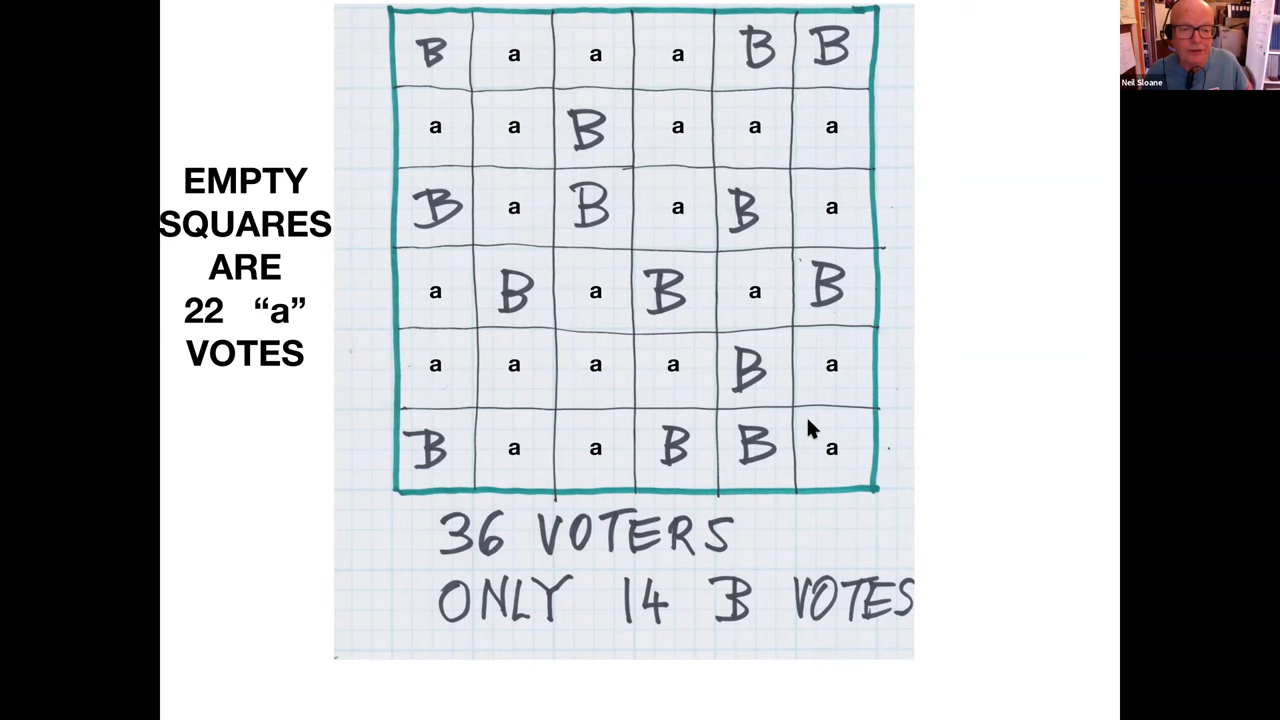 B a a a B B
a a B a a a
B a B a B a
a B a B a B
a a a a B a
B a a B B a
EMPTY
SQUARES
ARE
22 “a”
VOTES
36 VOTERS
ONLY 14 B VOTES
Neil Sloane